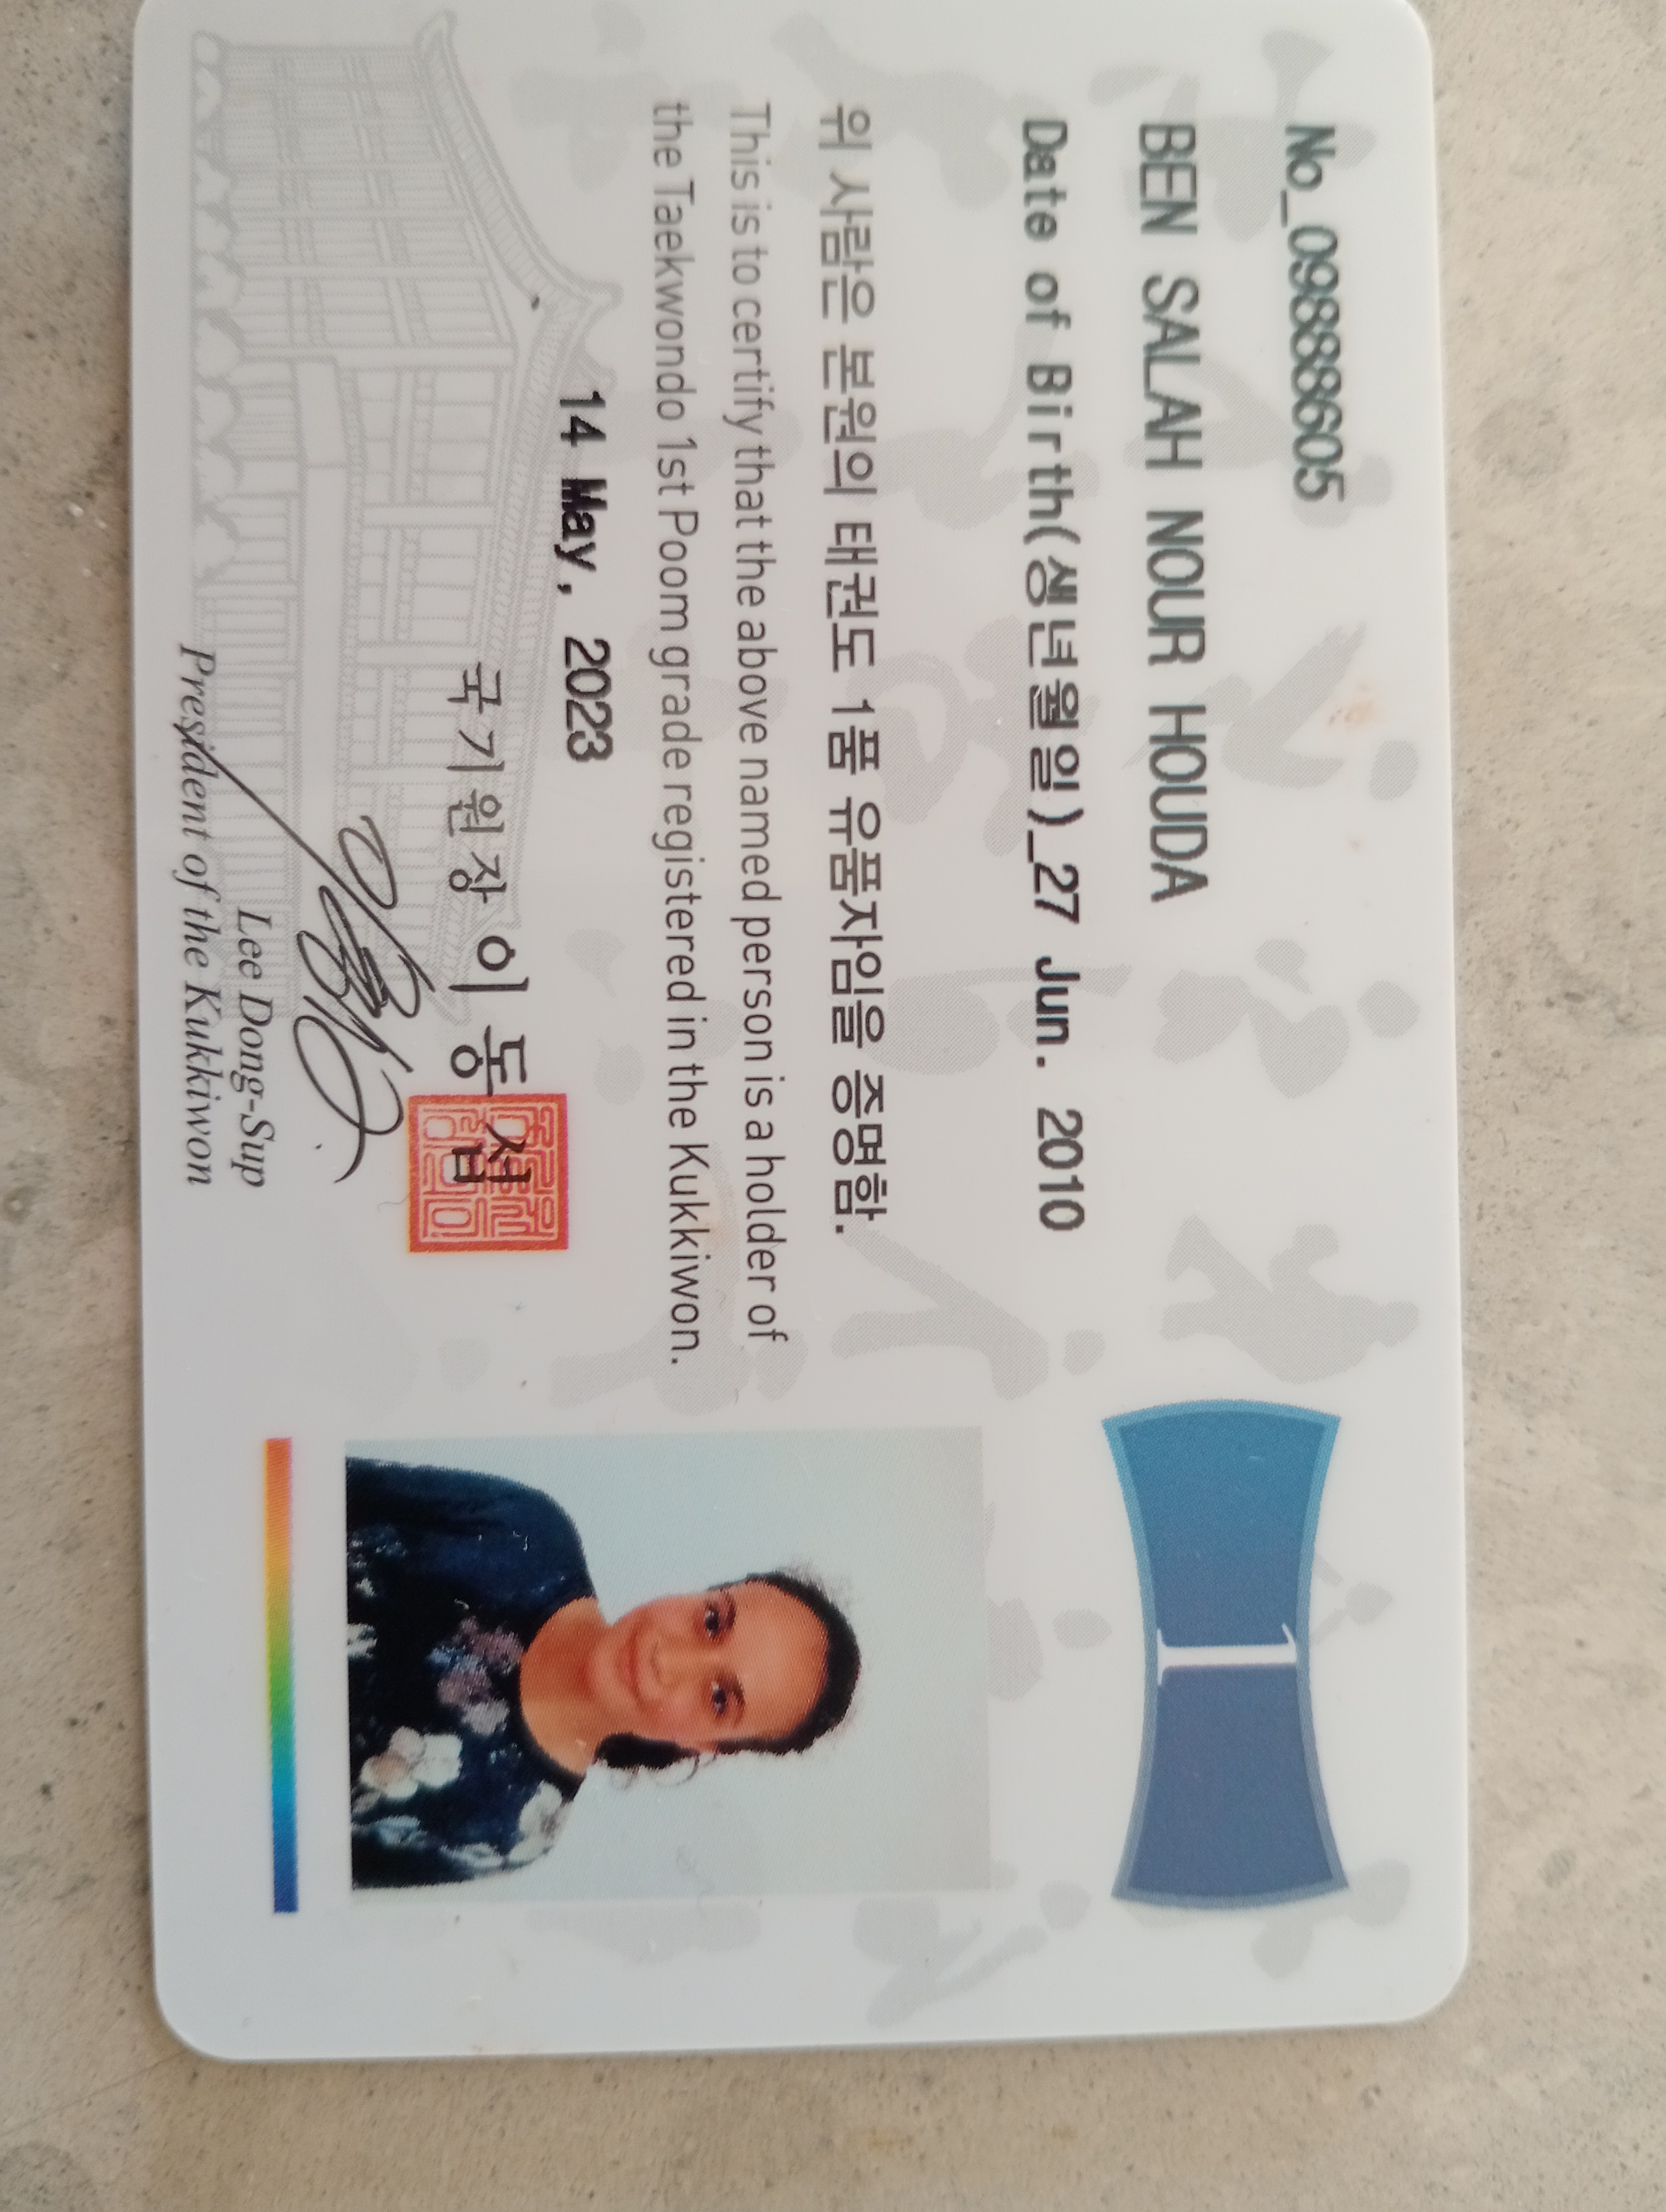 No_09888605
BEN SALAH NOUR HOUDA
Date of Birth(생년월일)_27 Jun. 2010
위 사람은 본원의 태권도 1품 유품자임을 증명함.
This is to certify that the above named person is a holder of
the Taekwondo 1st Poom grade registered in the Kukkiwon.
14 May, 2023
국기원장 이동섭
Lee Dong-Sup
President of the Kukkiwon
1